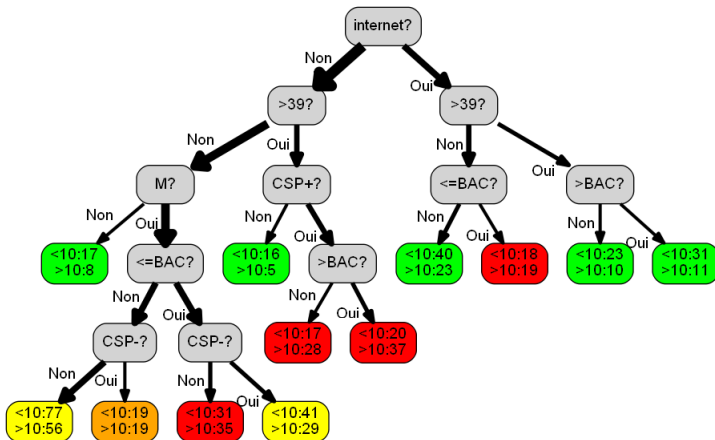 internet?
Non
Oui
>39?
>39?
Non
Oui
Non
Oui
M?
CSP+?
<=BAC?
>BAC?
Non
Oui
Non
Oui
Non
Oui
Non
Oui
<10:17
>10:8
<=BAC?
<10:16
>10:5
>BAC?
<10:40
>10:23
<10:18
>10:19
<10:23
>10:10
<10:31
>10:11
Non
Oui
Non
Oui
CSP-?
CSP-?
<10:17
>10:28
<10:20
>10:37
Non
Oui
Non
Oui
<10:77
>10:56
<10:19
>10:19
<10:31
>10:35
<10:41
>10:29